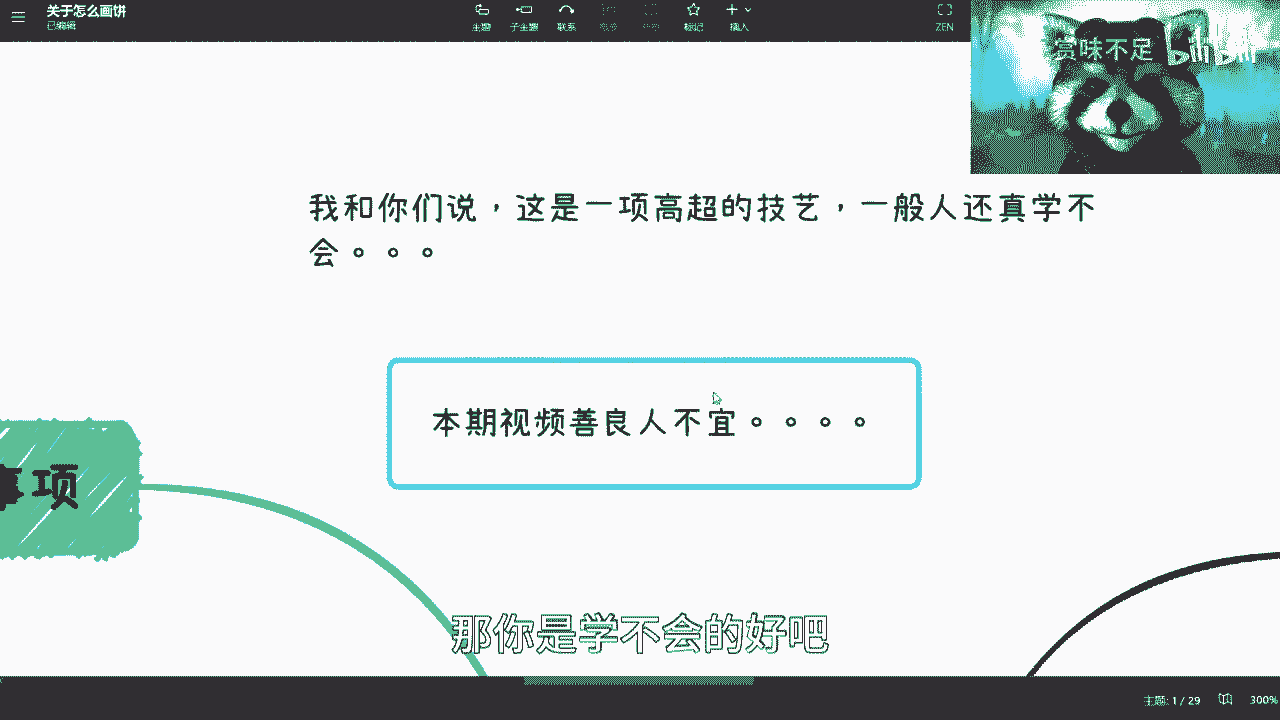 关于怎么画饼
已编辑
主题
子主题
联系
标记
插入
ZEN
赏味不足
bilibili
我和你们说，这是一项高超的技艺，一般人还真学不
会。。。
本期视频善良人不宜。。。。
事项
那你是学不会的好吧
主题: 1 / 29
300%